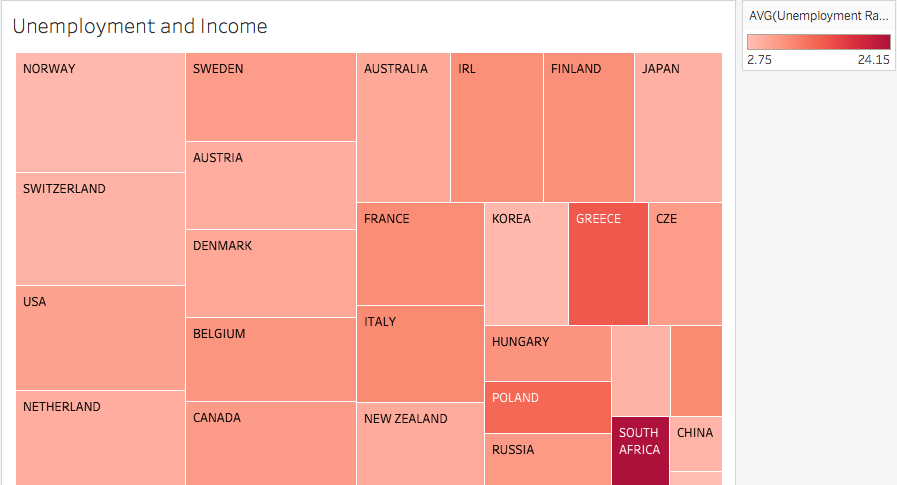 Unemployment and Income
AVG(Unemployment Ra...
2.75 24.15
NORWAY
SWEDEN
AUSTRALIA
IRL
FINLAND
JAPAN
AUSTRIA
SWITZERLAND
FRANCE
KOREA
GREECE
CZE
DENMARK
USA
ITALY
BELGIUM
HUNGARY
POLAND
NETHERLAND
CANADA
NEW ZEALAND
SOUTH
AFRICA
CHINA
RUSSIA